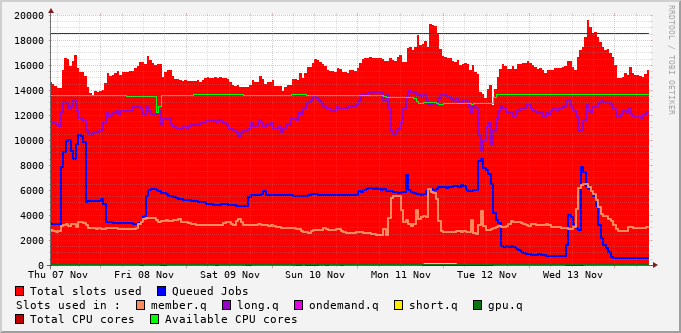 20000
18000
16000
14000
12000
10000
8000
6000
4000
2000
0
Thu 07 Nov Fri 08 Nov Sat 09 Nov Sun 10 Nov Mon 11 Nov Tue 12 Nov Wed 13 Nov
RRDTOOL / TOBI OETIKER
Total slots used Queued Jobs
Slots used in : member.q long.q ondemand.q short.q gpu.q
Total CPU cores Available CPU cores